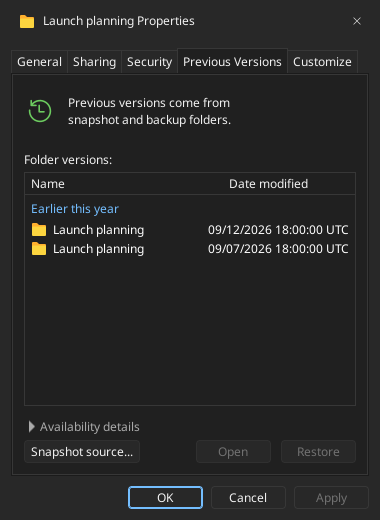 Launch planning Properties
General Sharing Security Previous Versions Customize
Previous versions come from
snapshot and backup folders.
Folder versions:
Name Date modified
Earlier this year
Launch planning 09/12/2026 18:00:00 UTC
Launch planning 09/07/2026 18:00:00 UTC
Availability details
Snapshot source... Open Restore
OK Cancel Apply